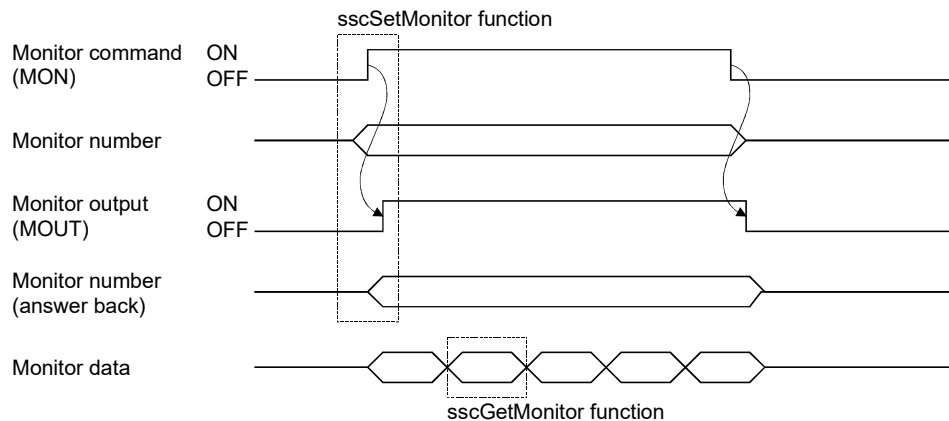 sscSetMonitor function
Monitor command ON
(MON) OFF
Monitor number
Monitor output ON
(MOUT) OFF
Monitor number
(answer back)
Monitor data
sscGetMonitor function